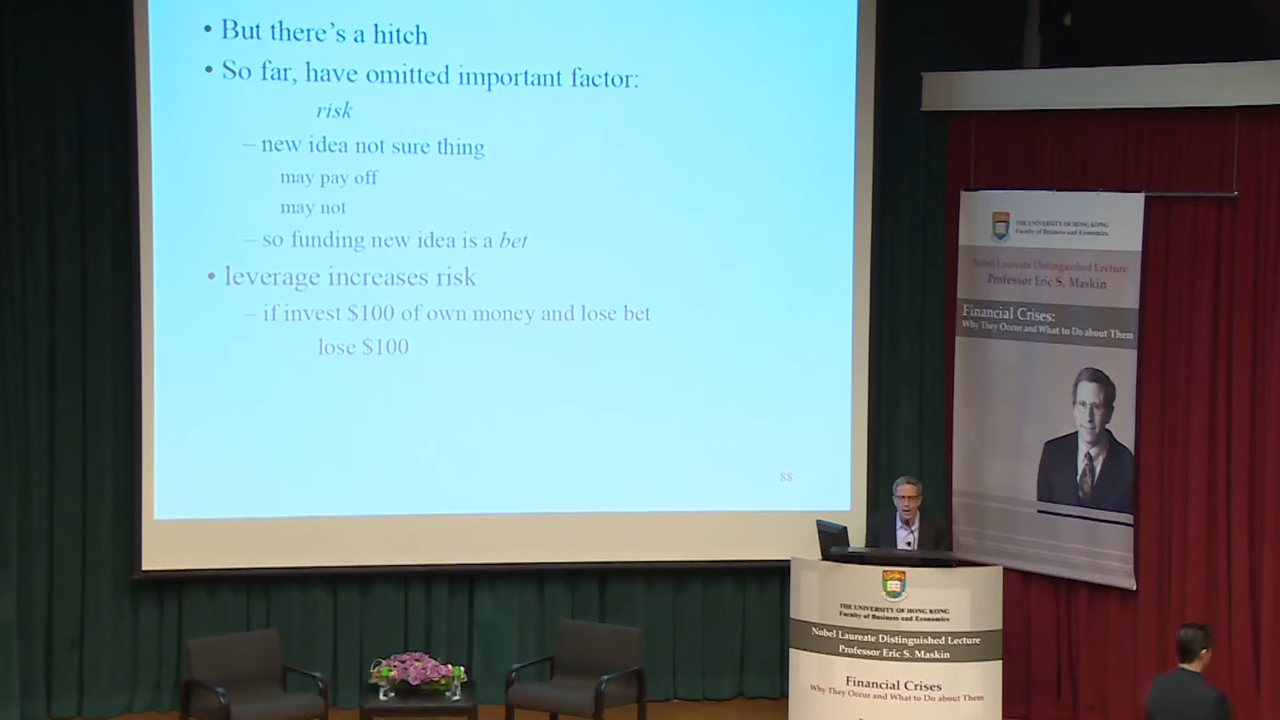 • But there's a hitch
• So far, have omitted important factor:
risk
– new idea not sure thing
may pay off
may not
– so funding new idea is a bet
• leverage increases risk
– if invest $100 of own money and lose bet
lose $100
88
THE UNIVERSITY OF HONG KONG
Faculty of Business and Economics
Nobel Laureate Distinguished Lecture
Professor Eric S. Maskin
Financial Crises:
Why They Occur and What to Do about Them
THE UNIVERSITY OF HONG KONG
Faculty of Business and Economics
Nobel Laureate Distinguished Lecture
Professor Eric S. Maskin
Financial Crises
Why They Occur and What to Do about Them